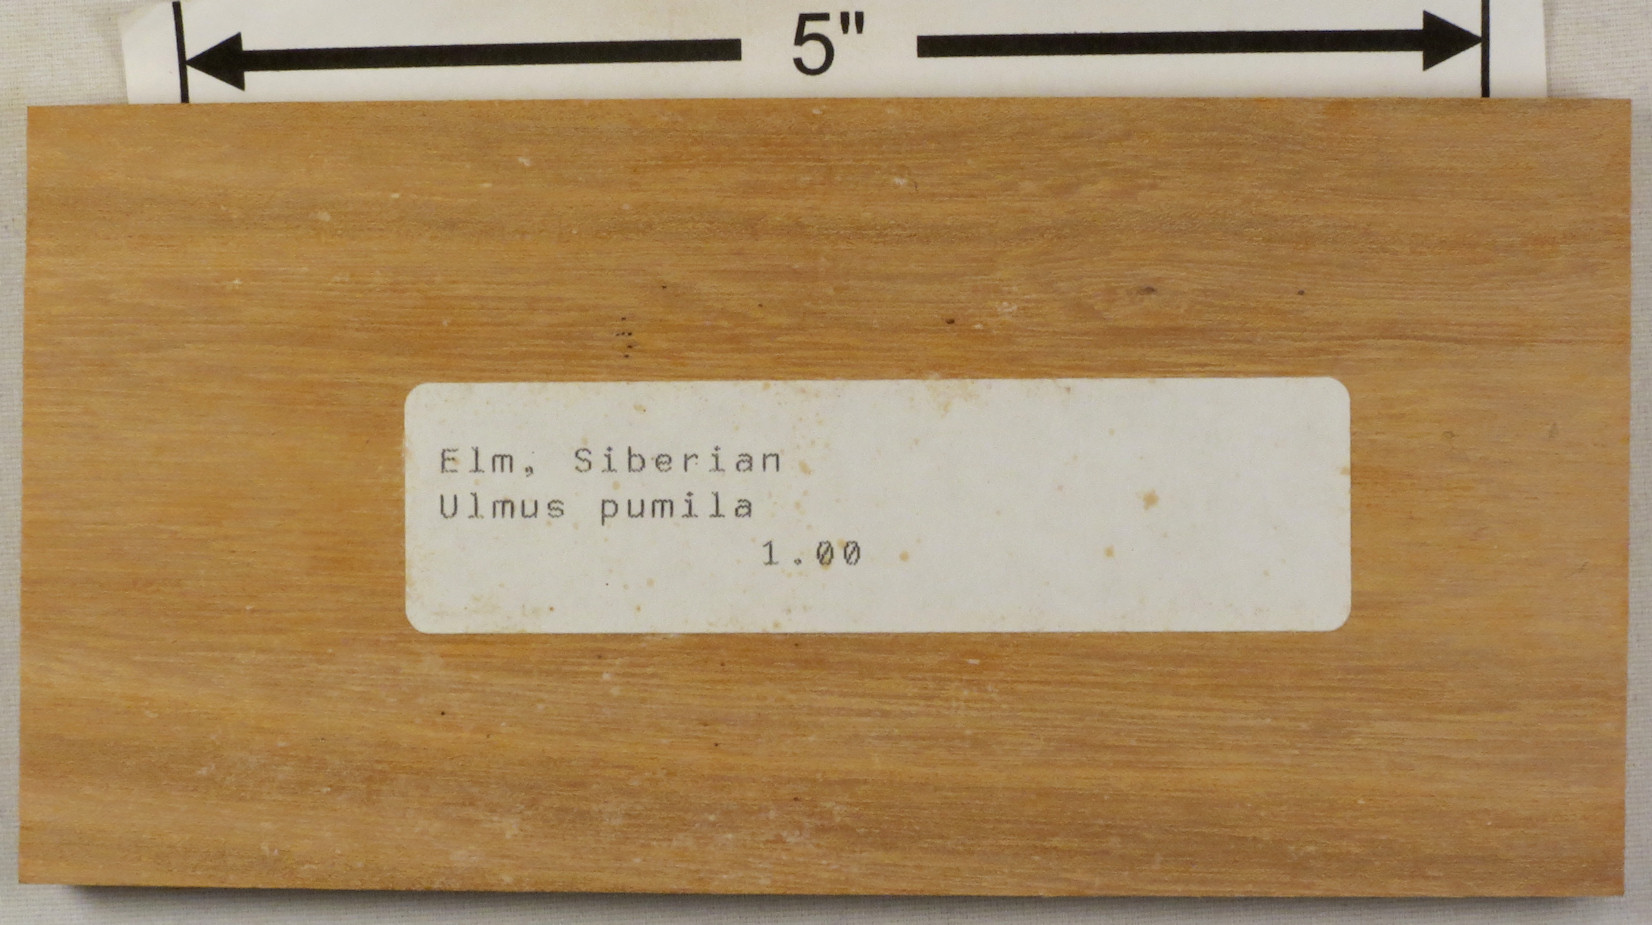 5"
Elm, Siberian
Ulmus pumila
1.00